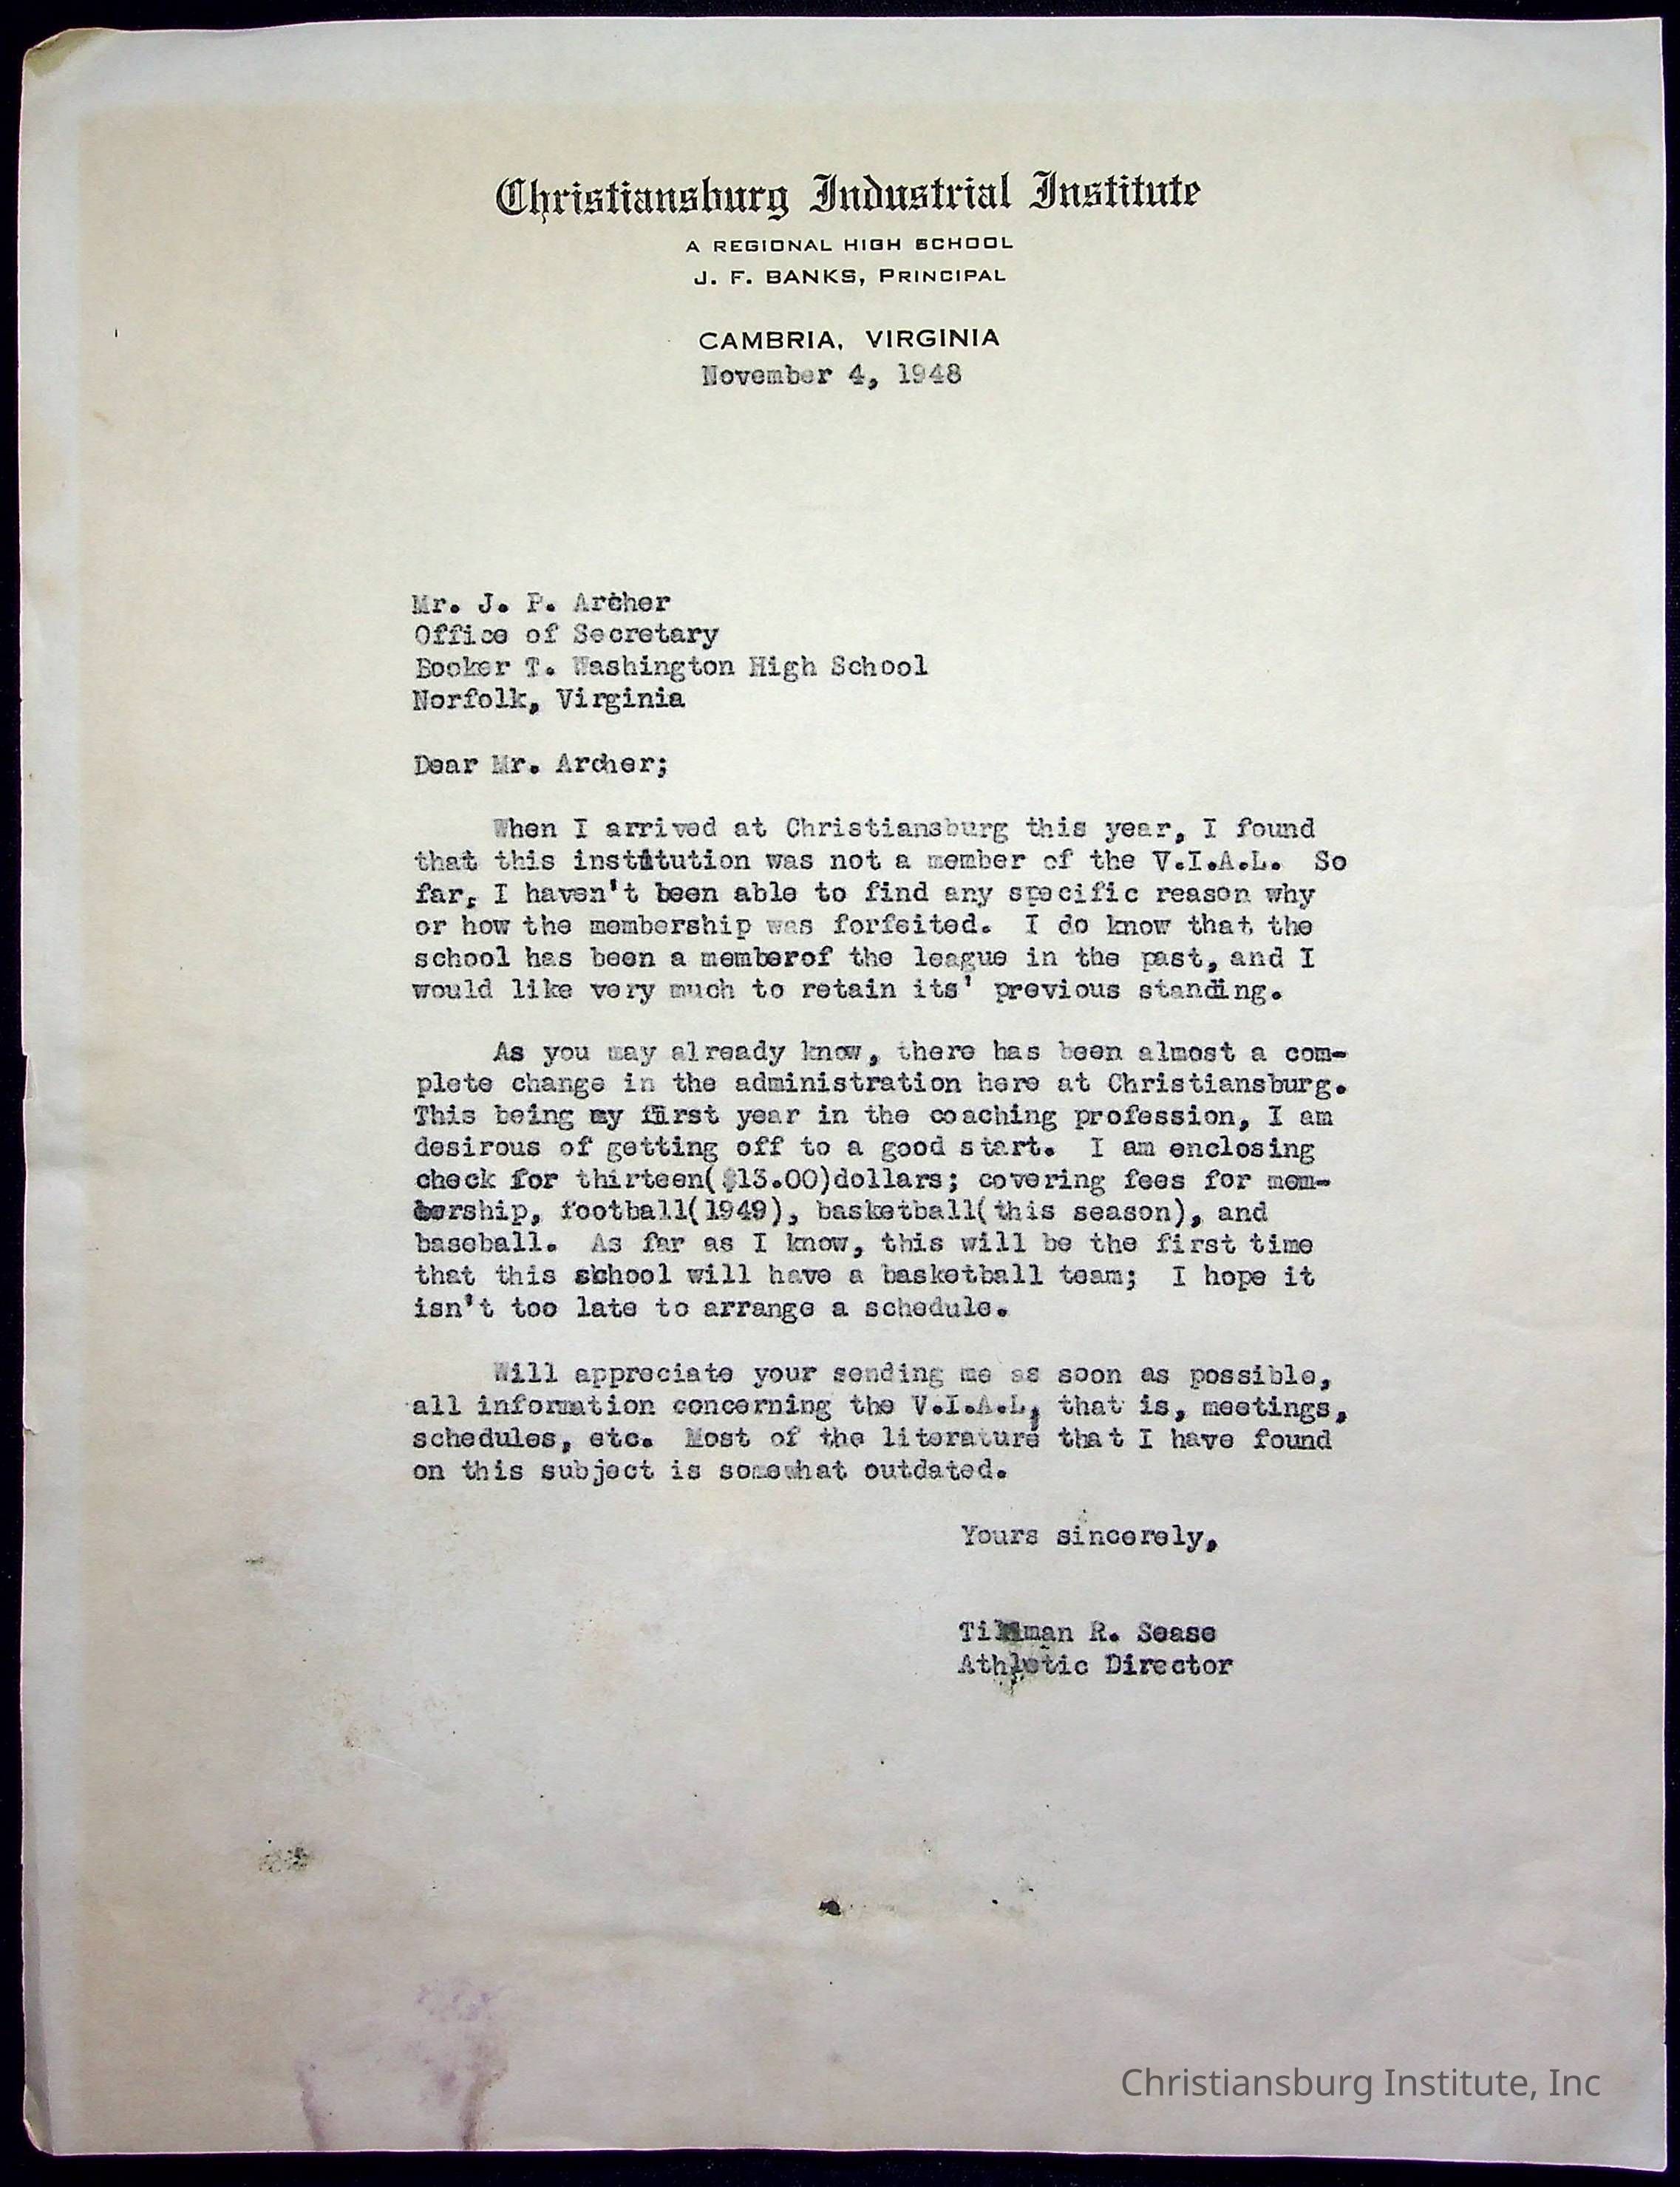 Christiansburg Industrial Institute
A REGIONAL HIGH SCHOOL
J. F. BANKS, PRINCIPAL
CAMBRIA, VIRGINIA
November 4, 1948
Mr. J. P. Archer
Office of Secretary
Booker T. Washington High School
Norfolk, Virginia
Dear Mr. Archer;
When I arrived at Christiansburg this year, I found
that this institution was not a member of the V.I.A.L. So
far, I haven't been able to find any specific reason why
or how the membership was forfeited. I do know that the
school has been a memberof the league in the past, and I
would like very much to retain its' previous standing.
As you may already know, there has been almost a com-
plete change in the administration here at Christiansburg.
This being my first year in the coaching profession, I am
desirous of getting off to a good start. I am enclosing
check for thirteen($13.00)dollars; covering fees for mem-
bership, football(1949), basketball(this season), and
baseball. As far as I know, this will be the first time
that this school will have a basketball team; I hope it
isn't too late to arrange a schedule.
Will appreciate your sending me as soon as possible,
all information concerning the V.I.A.L, that is, meetings,
schedules, etc. Most of the literature that I have found
on this subject is somewhat outdated.
Yours sincerely,
R. Sease
Athletic Director
Christiansburg Institute, Inc